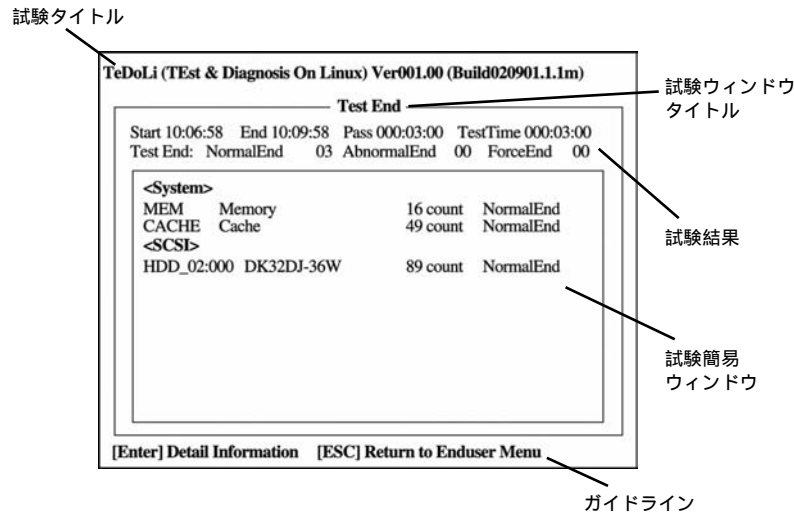 試験タイトル
TeDoLi (TEst & Diagnosis On Linux) Ver001.00 (Build020901.1.1m)
試験ウィンドウ
タイトル
Test End
Start 10:06:58 End 10:09:58 Pass 000:03:00 TestTime 000:03:00
Test End: NormalEnd 03 AbnormalEnd 00 ForceEnd 00
試験結果
<System>
MEM Memory 16 count NormalEnd
CACHE Cache 49 count NormalEnd
<SCSI>
HDD_02:000 DK32DJ-36W 89 count NormalEnd
試験簡易
ウィンドウ
[Enter] Detail Information [ESC] Return to Enduser Menu
ガイドライン